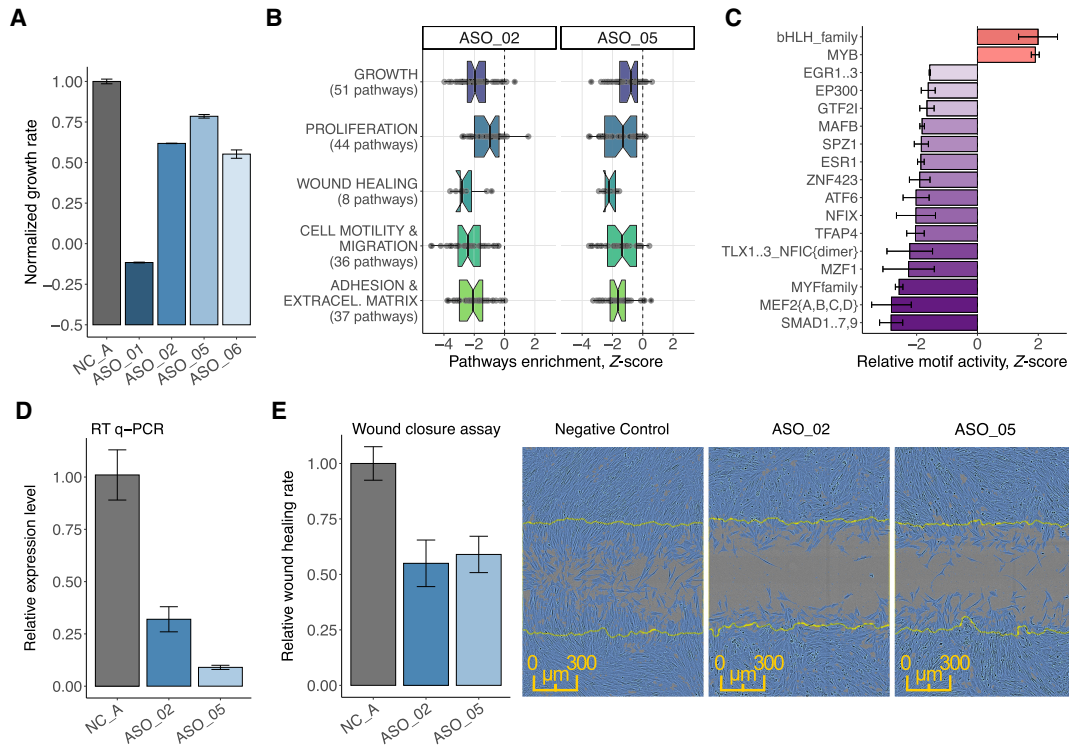 A
Normalized growth rate
1.00
0.75
0.50
0.00
−0.25
−0.5
NC_A
ASO_01
ASO_02
ASO_05
ASO_06
B
ASO_02
ASO_05
GROWTH
(51 pathways)
PROLIFERATION
(44 pathways)
WOUND HEALING
(8 pathways)
CELL MOTILITY &
MIGRATION
(36 pathways)
ADHESION &
EXTRACEL. MATRIX
(37 pathways)
−4
−2
0
2
−4
−2
0
2
Pathways enrichment, Z-score
C
bHLH_family
MYB
EGR1..3
EP300
GTF2I
MAFB
SPZ1
ESR1
ZNF423
ATF6
NFIX
TFAP4
TLX1..3_NFIC{dimer}
MZF1
MYFfamily
MEF2{A,B,C,D}
SMAD1..7,9
−2
0
2
Relative motif activity, Z-score
D
RT q−PCR
Relative expression level
1.00
0.75
0.50
0.25
0.00
NC_A
ASO_02
ASO_05
E
Wound closure assay
Relative wound healing rate
1.00
0.75
0.50
0.25
0.00
NC_A
ASO_02
ASO_05
Negative Control
ASO_02
ASO_05
0 300
µm
0 300
µm
0 300
µm